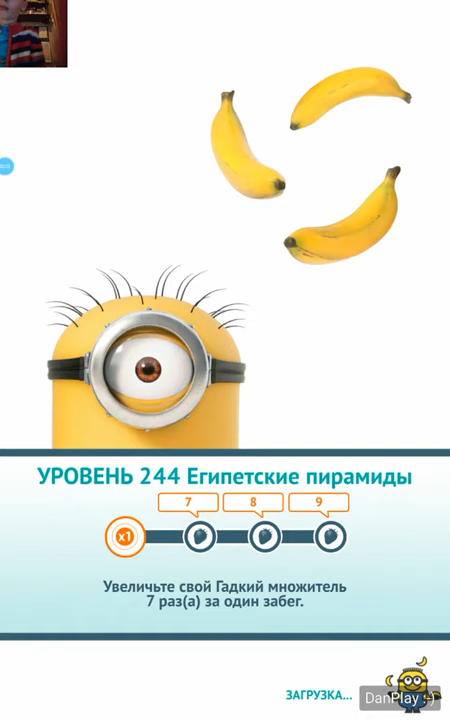 УРОВЕНЬ 244 Египетские пирамиды
7 8 9
x1
Увеличьте свой Гадкий множитель
7 раз(а) за один забег.
ЗАГРУЗКА...
DanPlay :-)